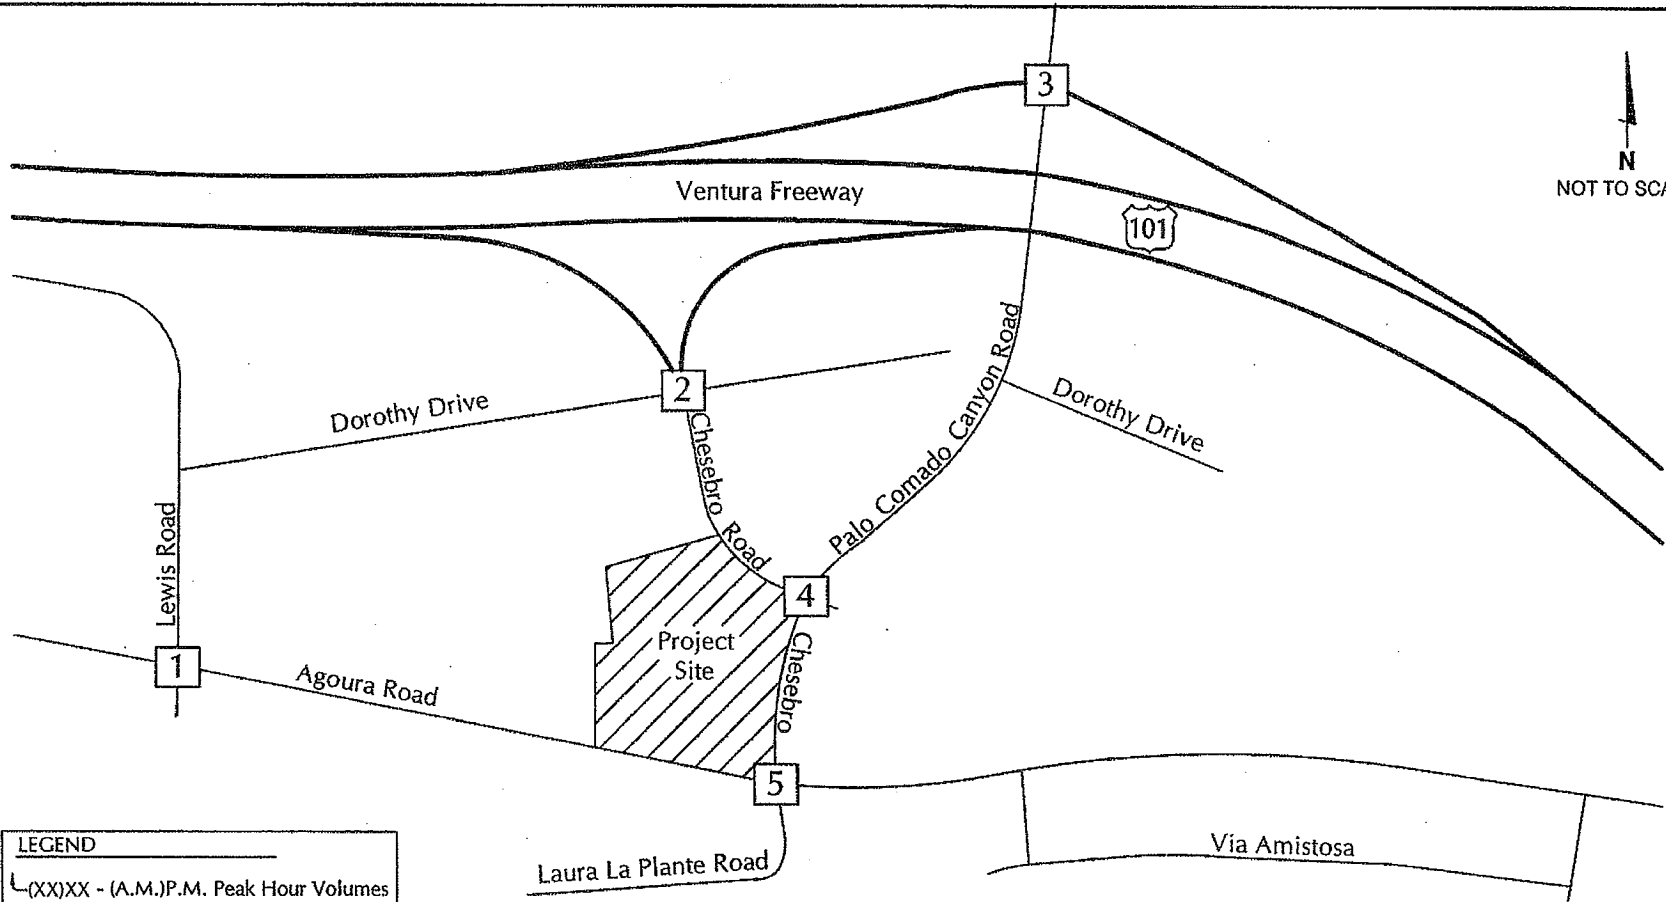 3
N
NOT TO SCA
Ventura Freeway
101
2
Dorothy Drive
Dorothy Drive
Chesebro Road
Palo Comado Canyon Road
Lewis Road
4
Project
Site
Chesebro
1
Agoura Road
5
Laura La Plante Road
Via Amistosa
LEGEND
(XX)XX - (A.M.)P.M. Peak Hour Volumes